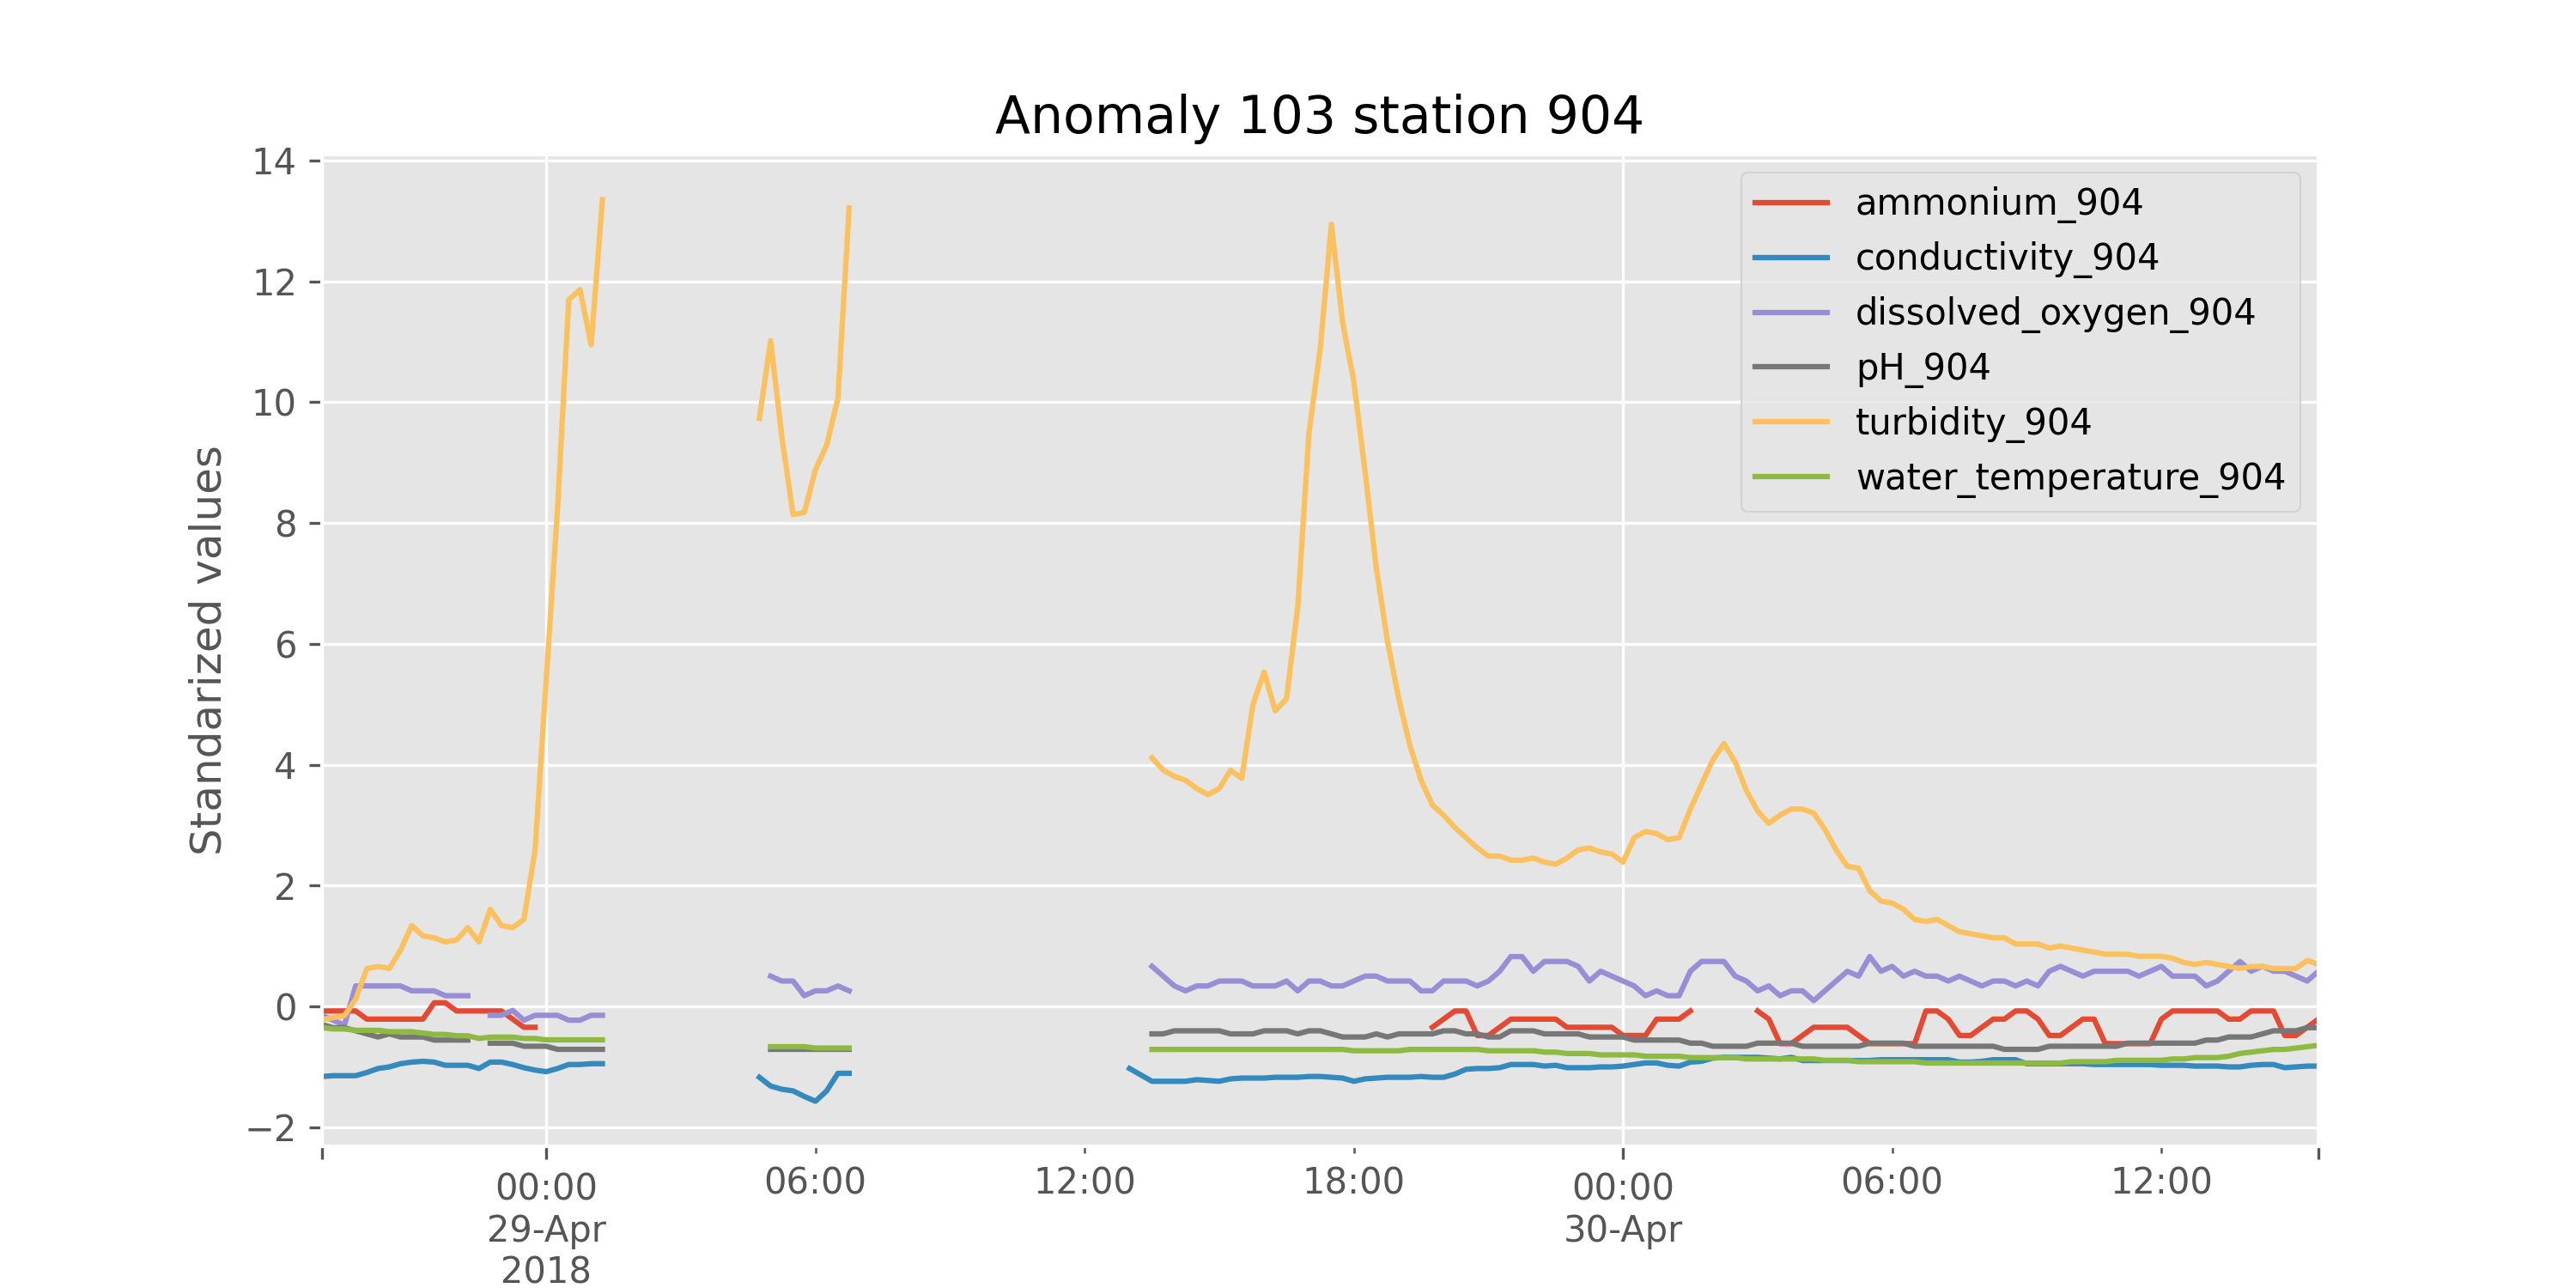 Anomaly 103 station 904
14
12
10
8
6
4
2
0
−2
Standarized values
ammonium_904
conductivity_904
dissolved_oxygen_904
pH_904
turbidity_904
water_temperature_904
00:00
29-Apr
2018
06:00
12:00
18:00
00:00
30-Apr
06:00
12:00